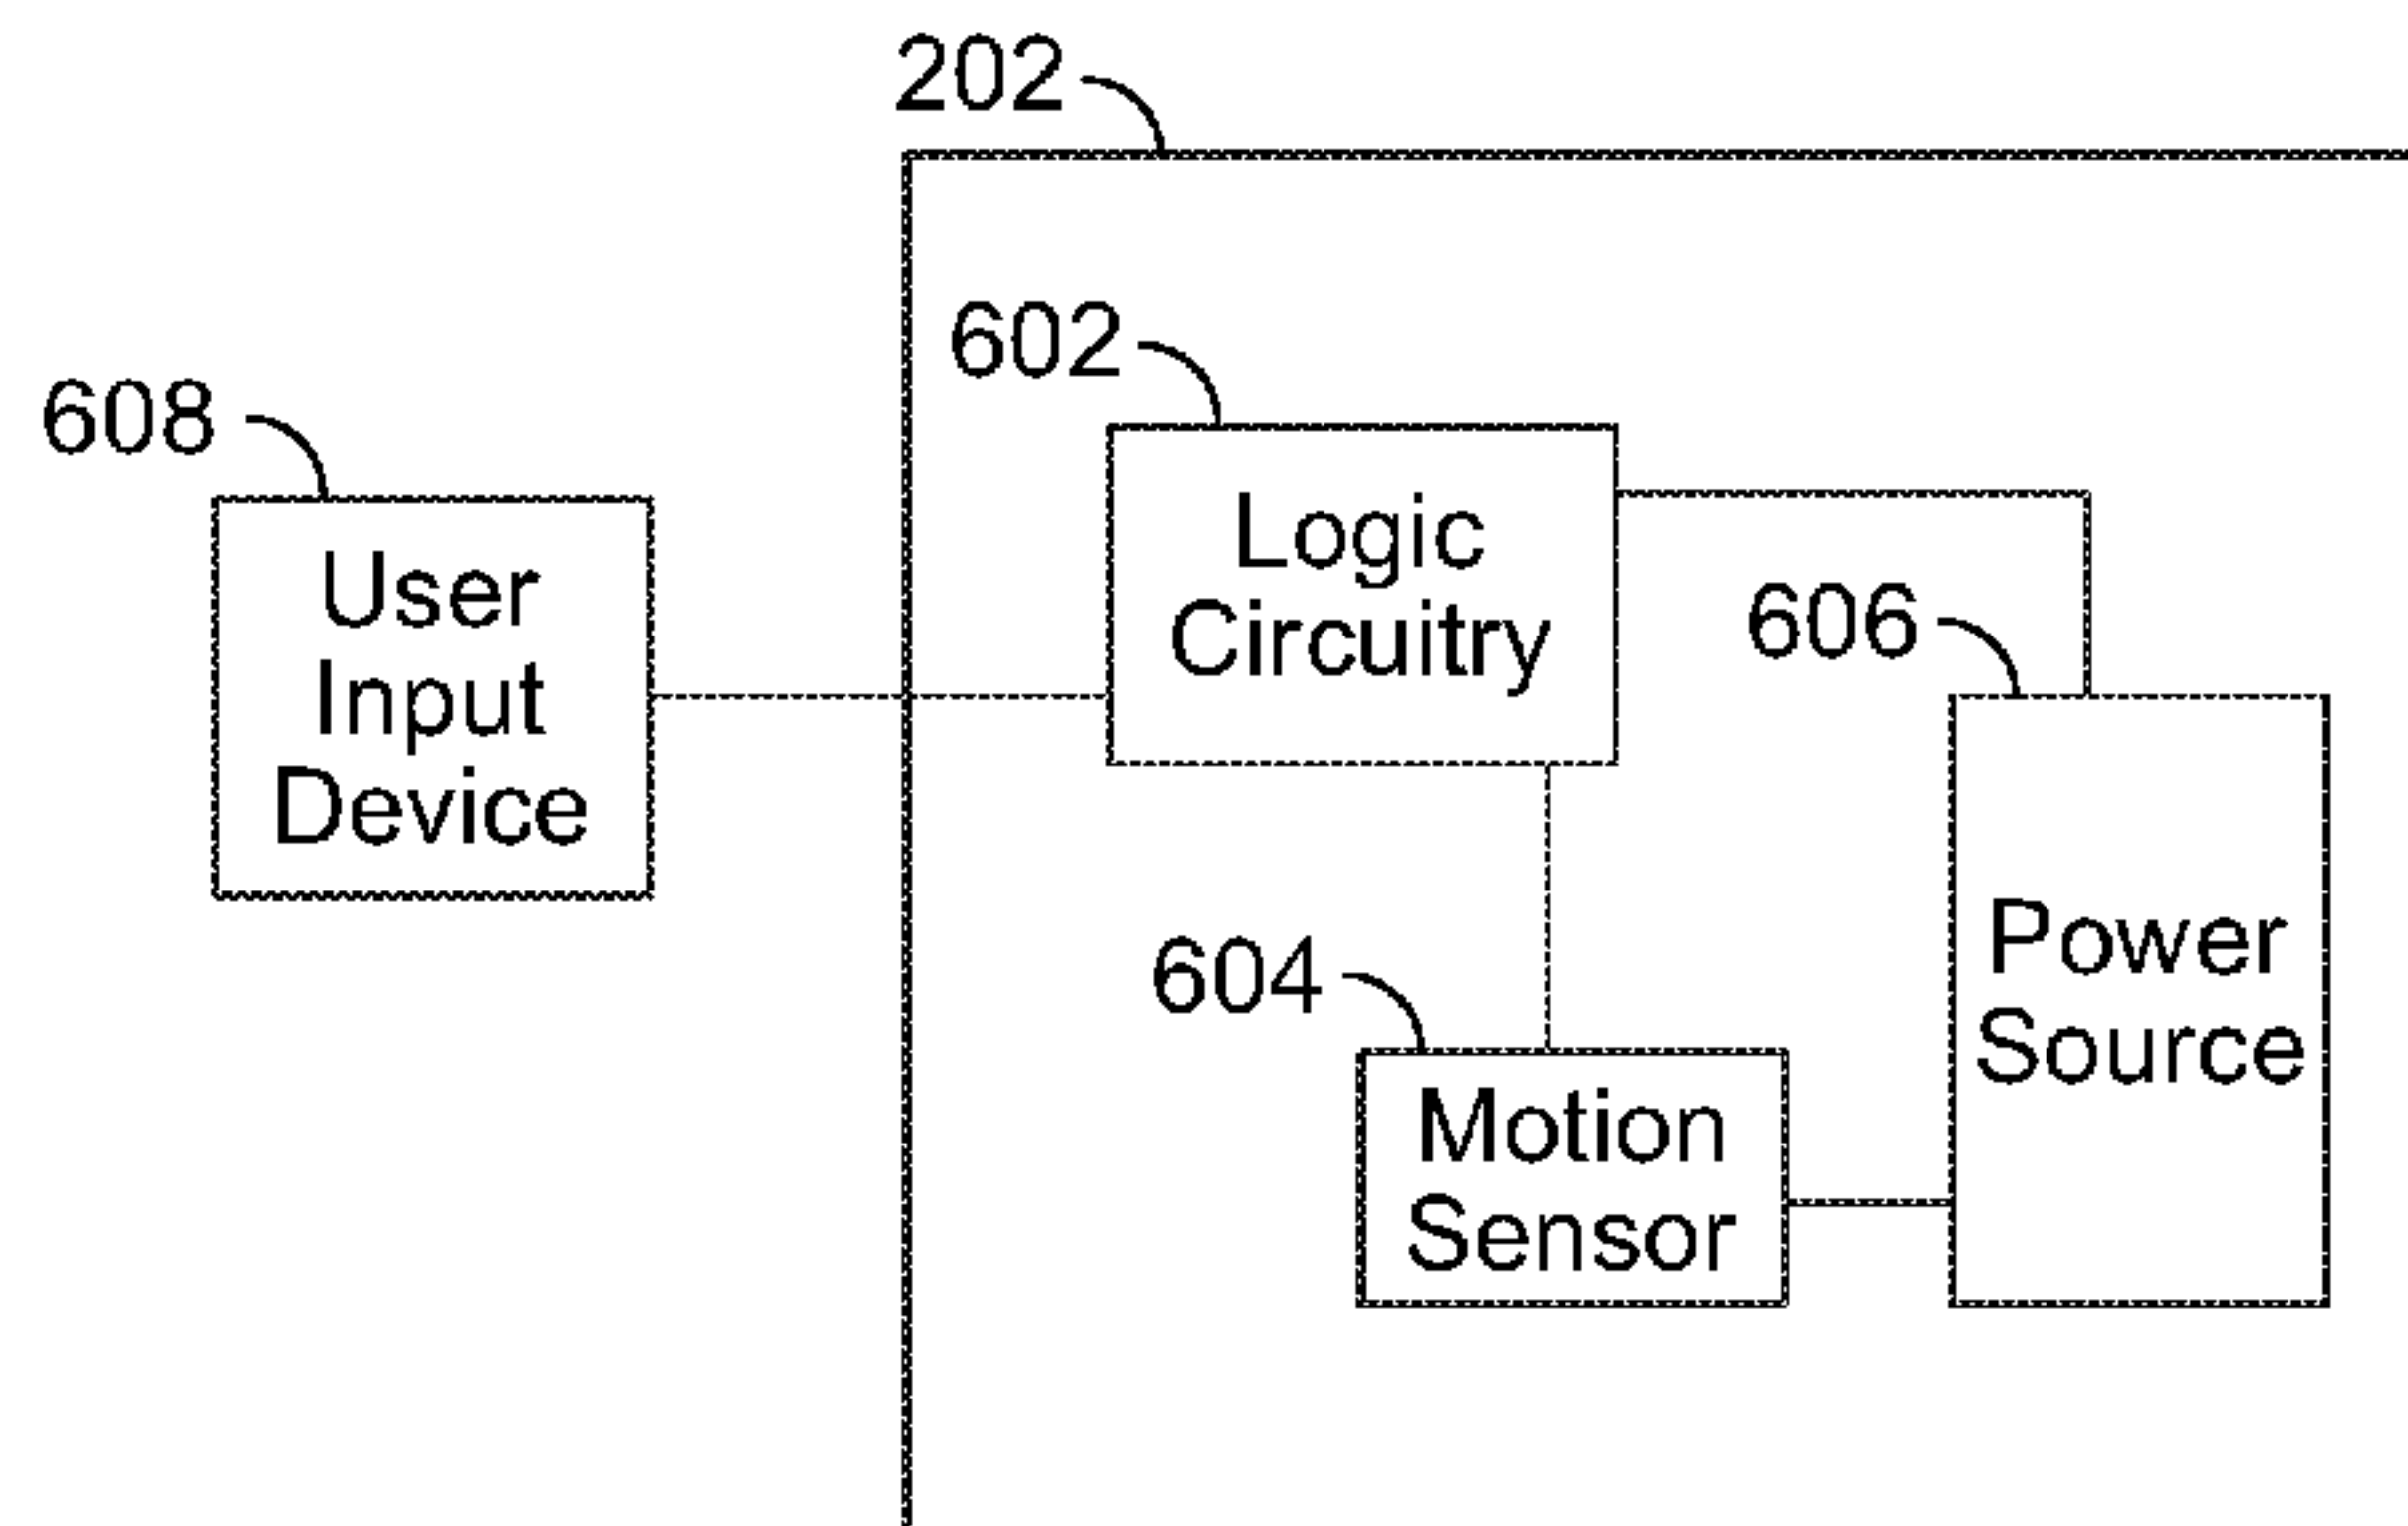 202
602
608
Logic
Circuitry
User
Input
Device
606
604
Power
Source
Motion
Sensor